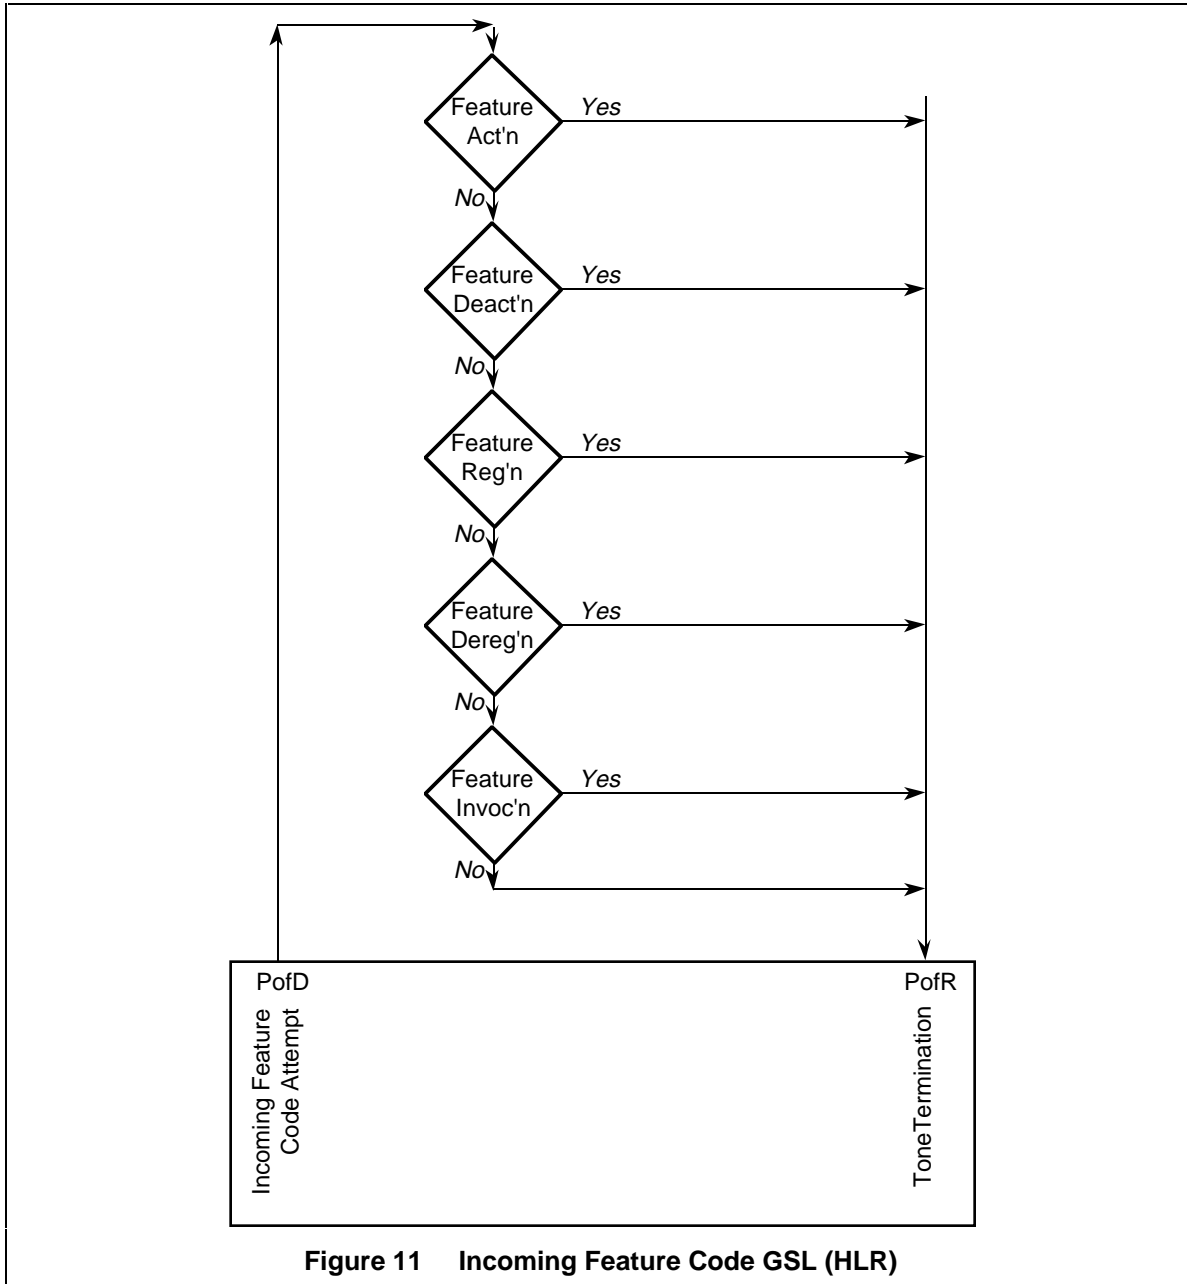 Feature
Act'n
Yes
No
Feature
Deact'n
Yes
No
Feature
Reg'n
Yes
No
Feature
Dereg'n
Yes
No
Feature
Invoc'n
Yes
No
PofD
Incoming Feature
Code Attempt
PofR
ToneTermination
Figure 11 Incoming Feature Code GSL (HLR)